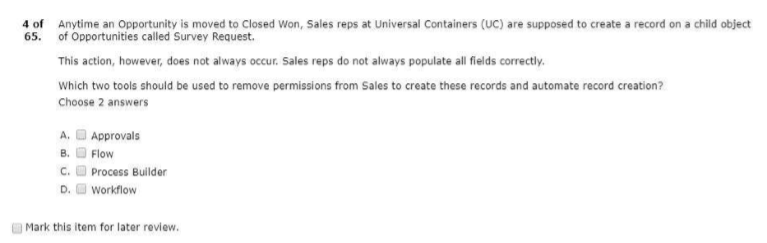 4 of Anytime an Opportunity is moved to Closed Won, Sales reps at Universal Containers (UC) are supposed to create a record on a child object
65. of Opportunities called Survey Request.
This action, however, does not always occur. Sales reps do not always populate all fields correctly.
Which two tools should be used to remove permissions from Sales to create these records and automate record creation?
Choose 2 answers
A. Approvals
B. Flow
C. Process Builder
D. Workflow
Mark this item for later review.